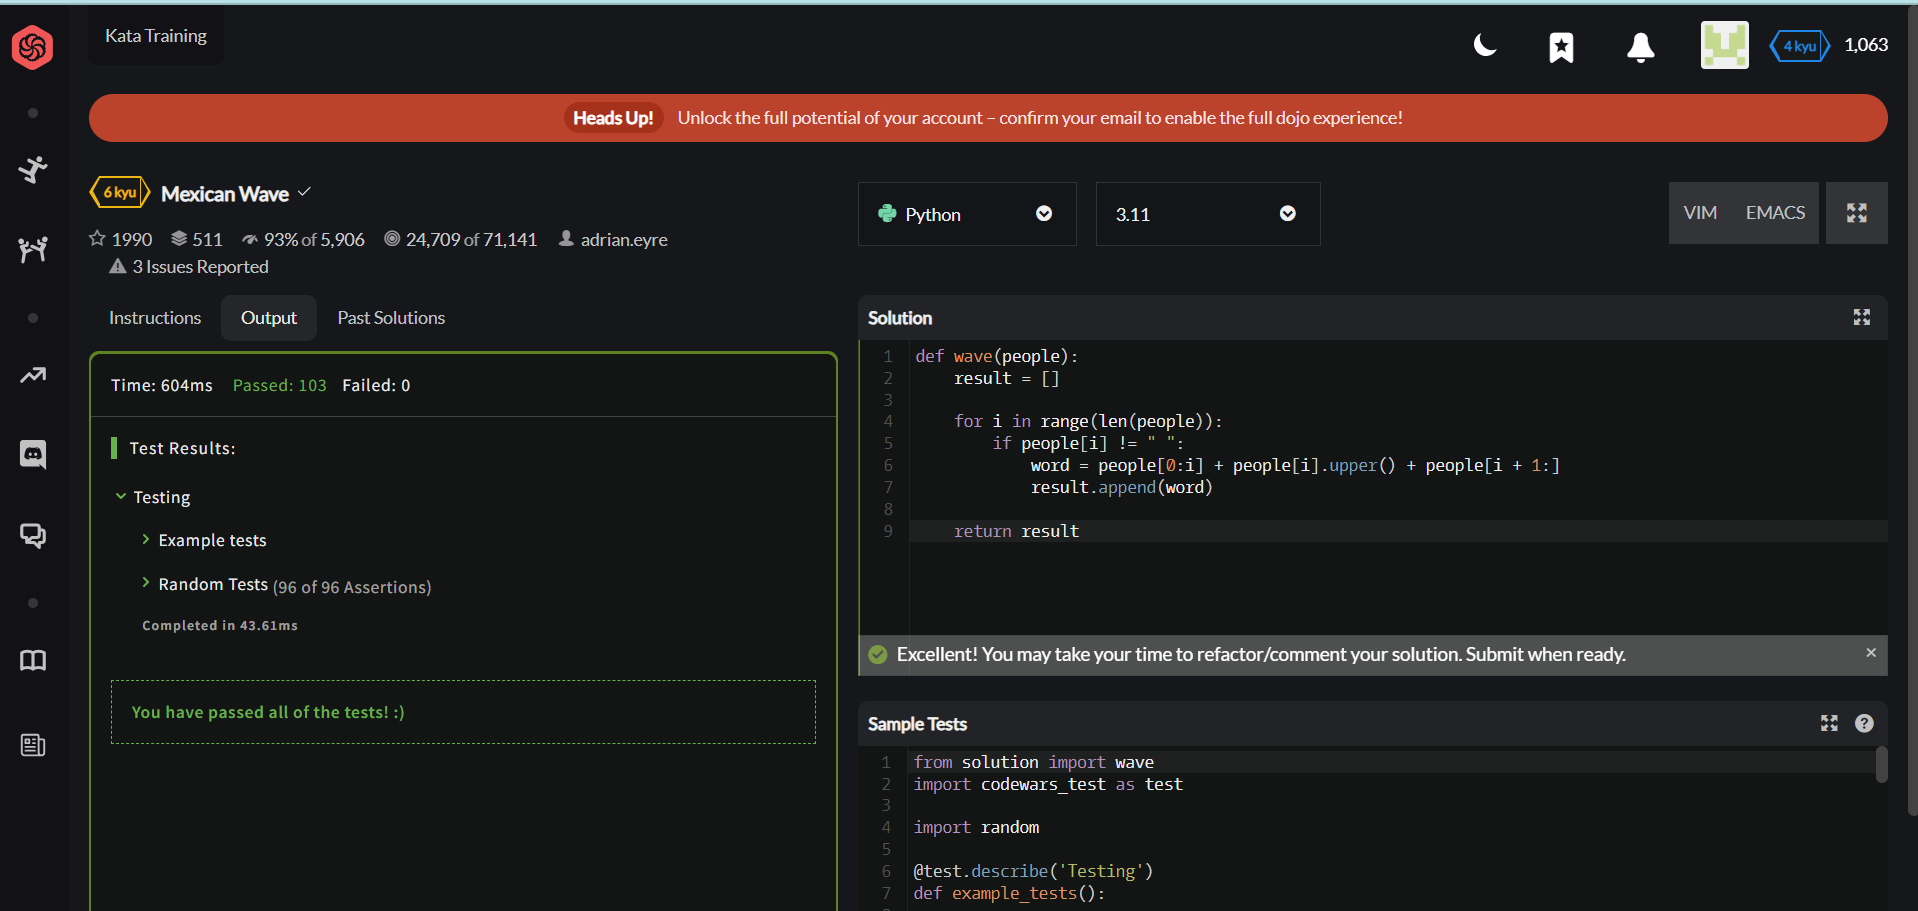 Kata Training
4 kyu 1,063
Heads Up! Unlock the full potential of your account – confirm your email to enable the full dojo experience!
6 kyu Mexican Wave
1990 511 93% of 5,906 24,709 of 71,141 adrian.eyre
3 Issues Reported
Instructions Output Past Solutions
Time: 604ms Passed: 103 Failed: 0
Test Results:
Testing
Example tests
Random Tests (96 of 96 Assertions)
Completed in 43.61ms
You have passed all of the tests! :)
Python 3.11 VIM EMACS
Solution
1 def wave(people):
2     result = []
3
4     for i in range(len(people)):
5         if people[i] != " ":
6             word = people[0:i] + people[i].upper() + people[i + 1:]
7             result.append(word)
8
9     return result
Excellent! You may take your time to refactor/comment your solution. Submit when ready. ×
Sample Tests ?
1 from solution import wave
2 import codewars_test as test
3
4 import random
5
6 @test.describe('Testing')
7 def example_tests():